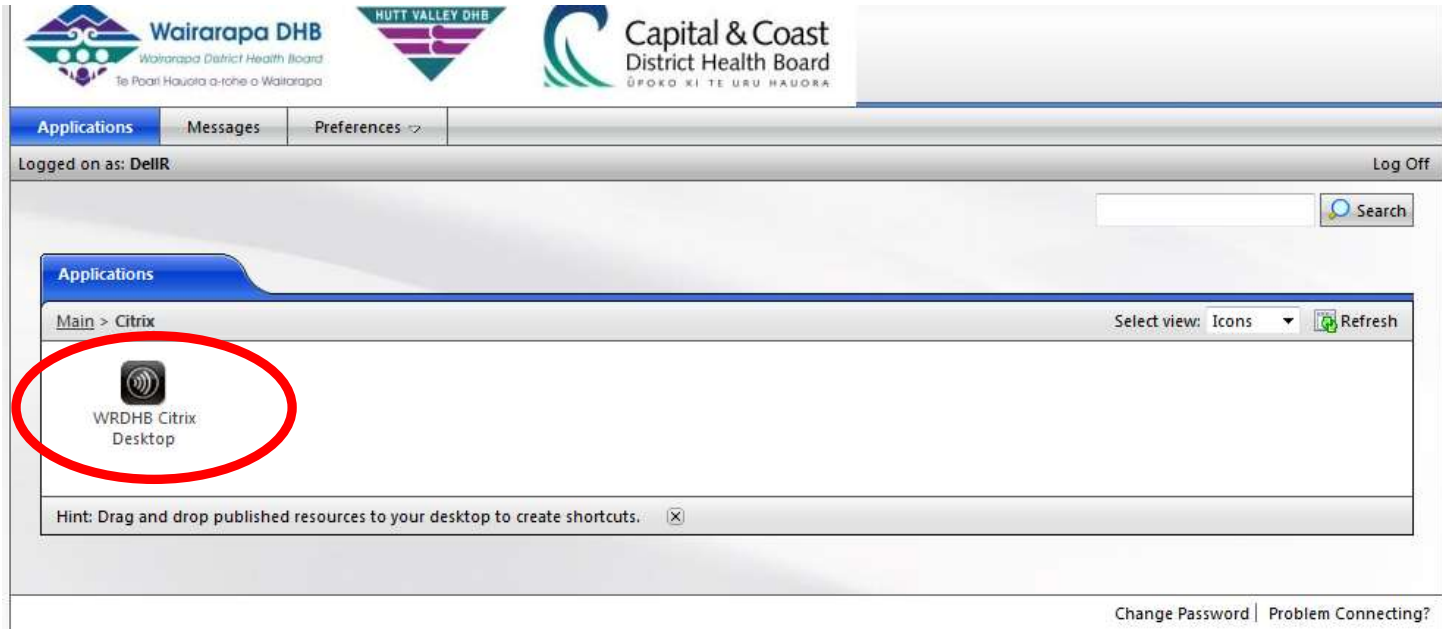 Wairarapa DHB
Wairarapa District Health Board
Te Poari Hauora a-rohe o Wairarapa
HUTT VALLEY DHB
Capital & Coast
District Health Board
ŪPOKO KI TE URU HAUORA
Applications Messages Preferences
Logged on as: DellR Log Off
Search
Applications
Main > Citrix Select view: Icons Refresh
WRDHB Citrix
Desktop
Hint: Drag and drop published resources to your desktop to create shortcuts.
Change Password | Problem Connecting?